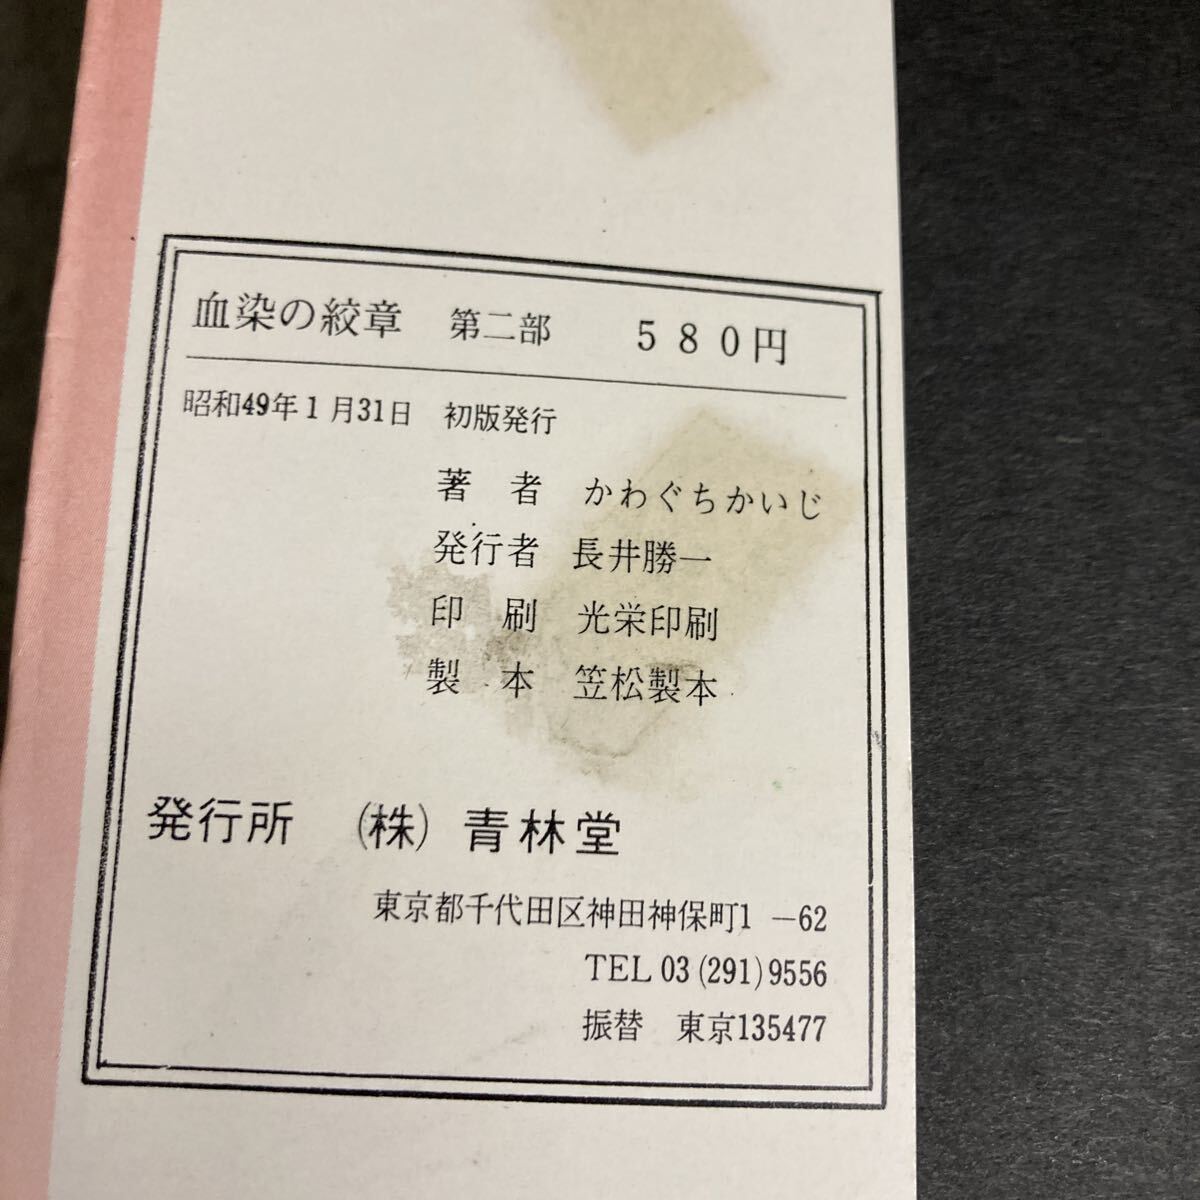 血染の絞章 第二部 580円
昭和49年1月31日 初版発行
著者 かわぐちかいじ
発行者 長井勝一
印刷 光栄印刷
製本 笠松製本
発行所 (株) 青林堂
東京都千代田区神田神保町1-62
TEL 03(291)9556
振替 東京135477